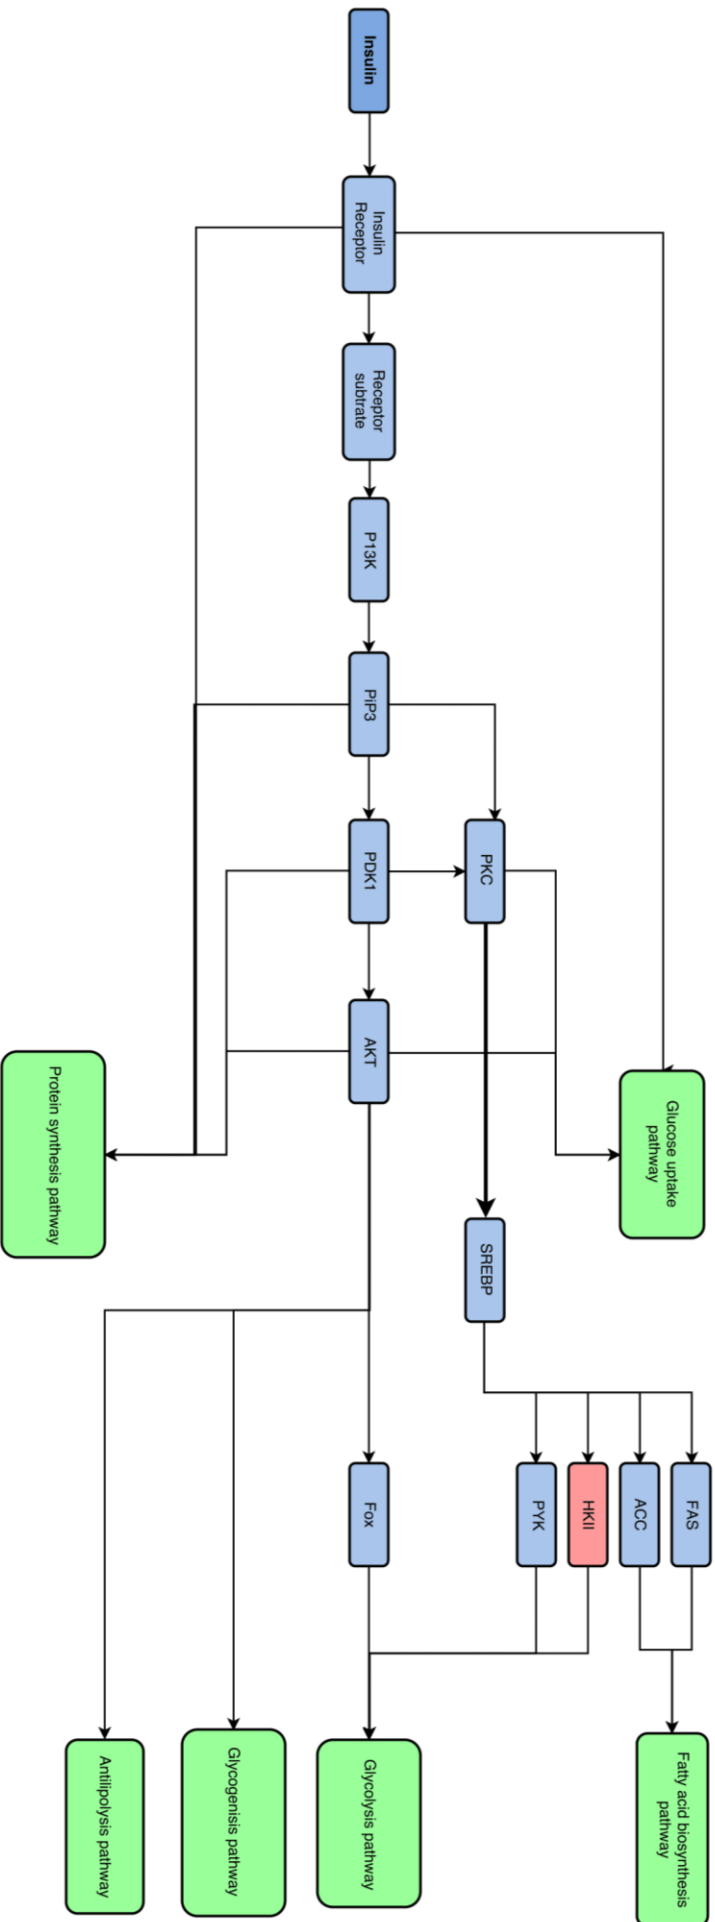 Insulin
Insulin
Receptor
Receptor
subtrate
P13K
PiP3
PDK1
PKC
AKT
Glucose uptake
pathway
Protein synthesis pathway
SREBP
FAS
ACC
HKII
PYK
Fox
Fatty acid biosynthesis
pathway
Glycolysis pathway
Glycogenisis pathway
Antilipolysis pathway